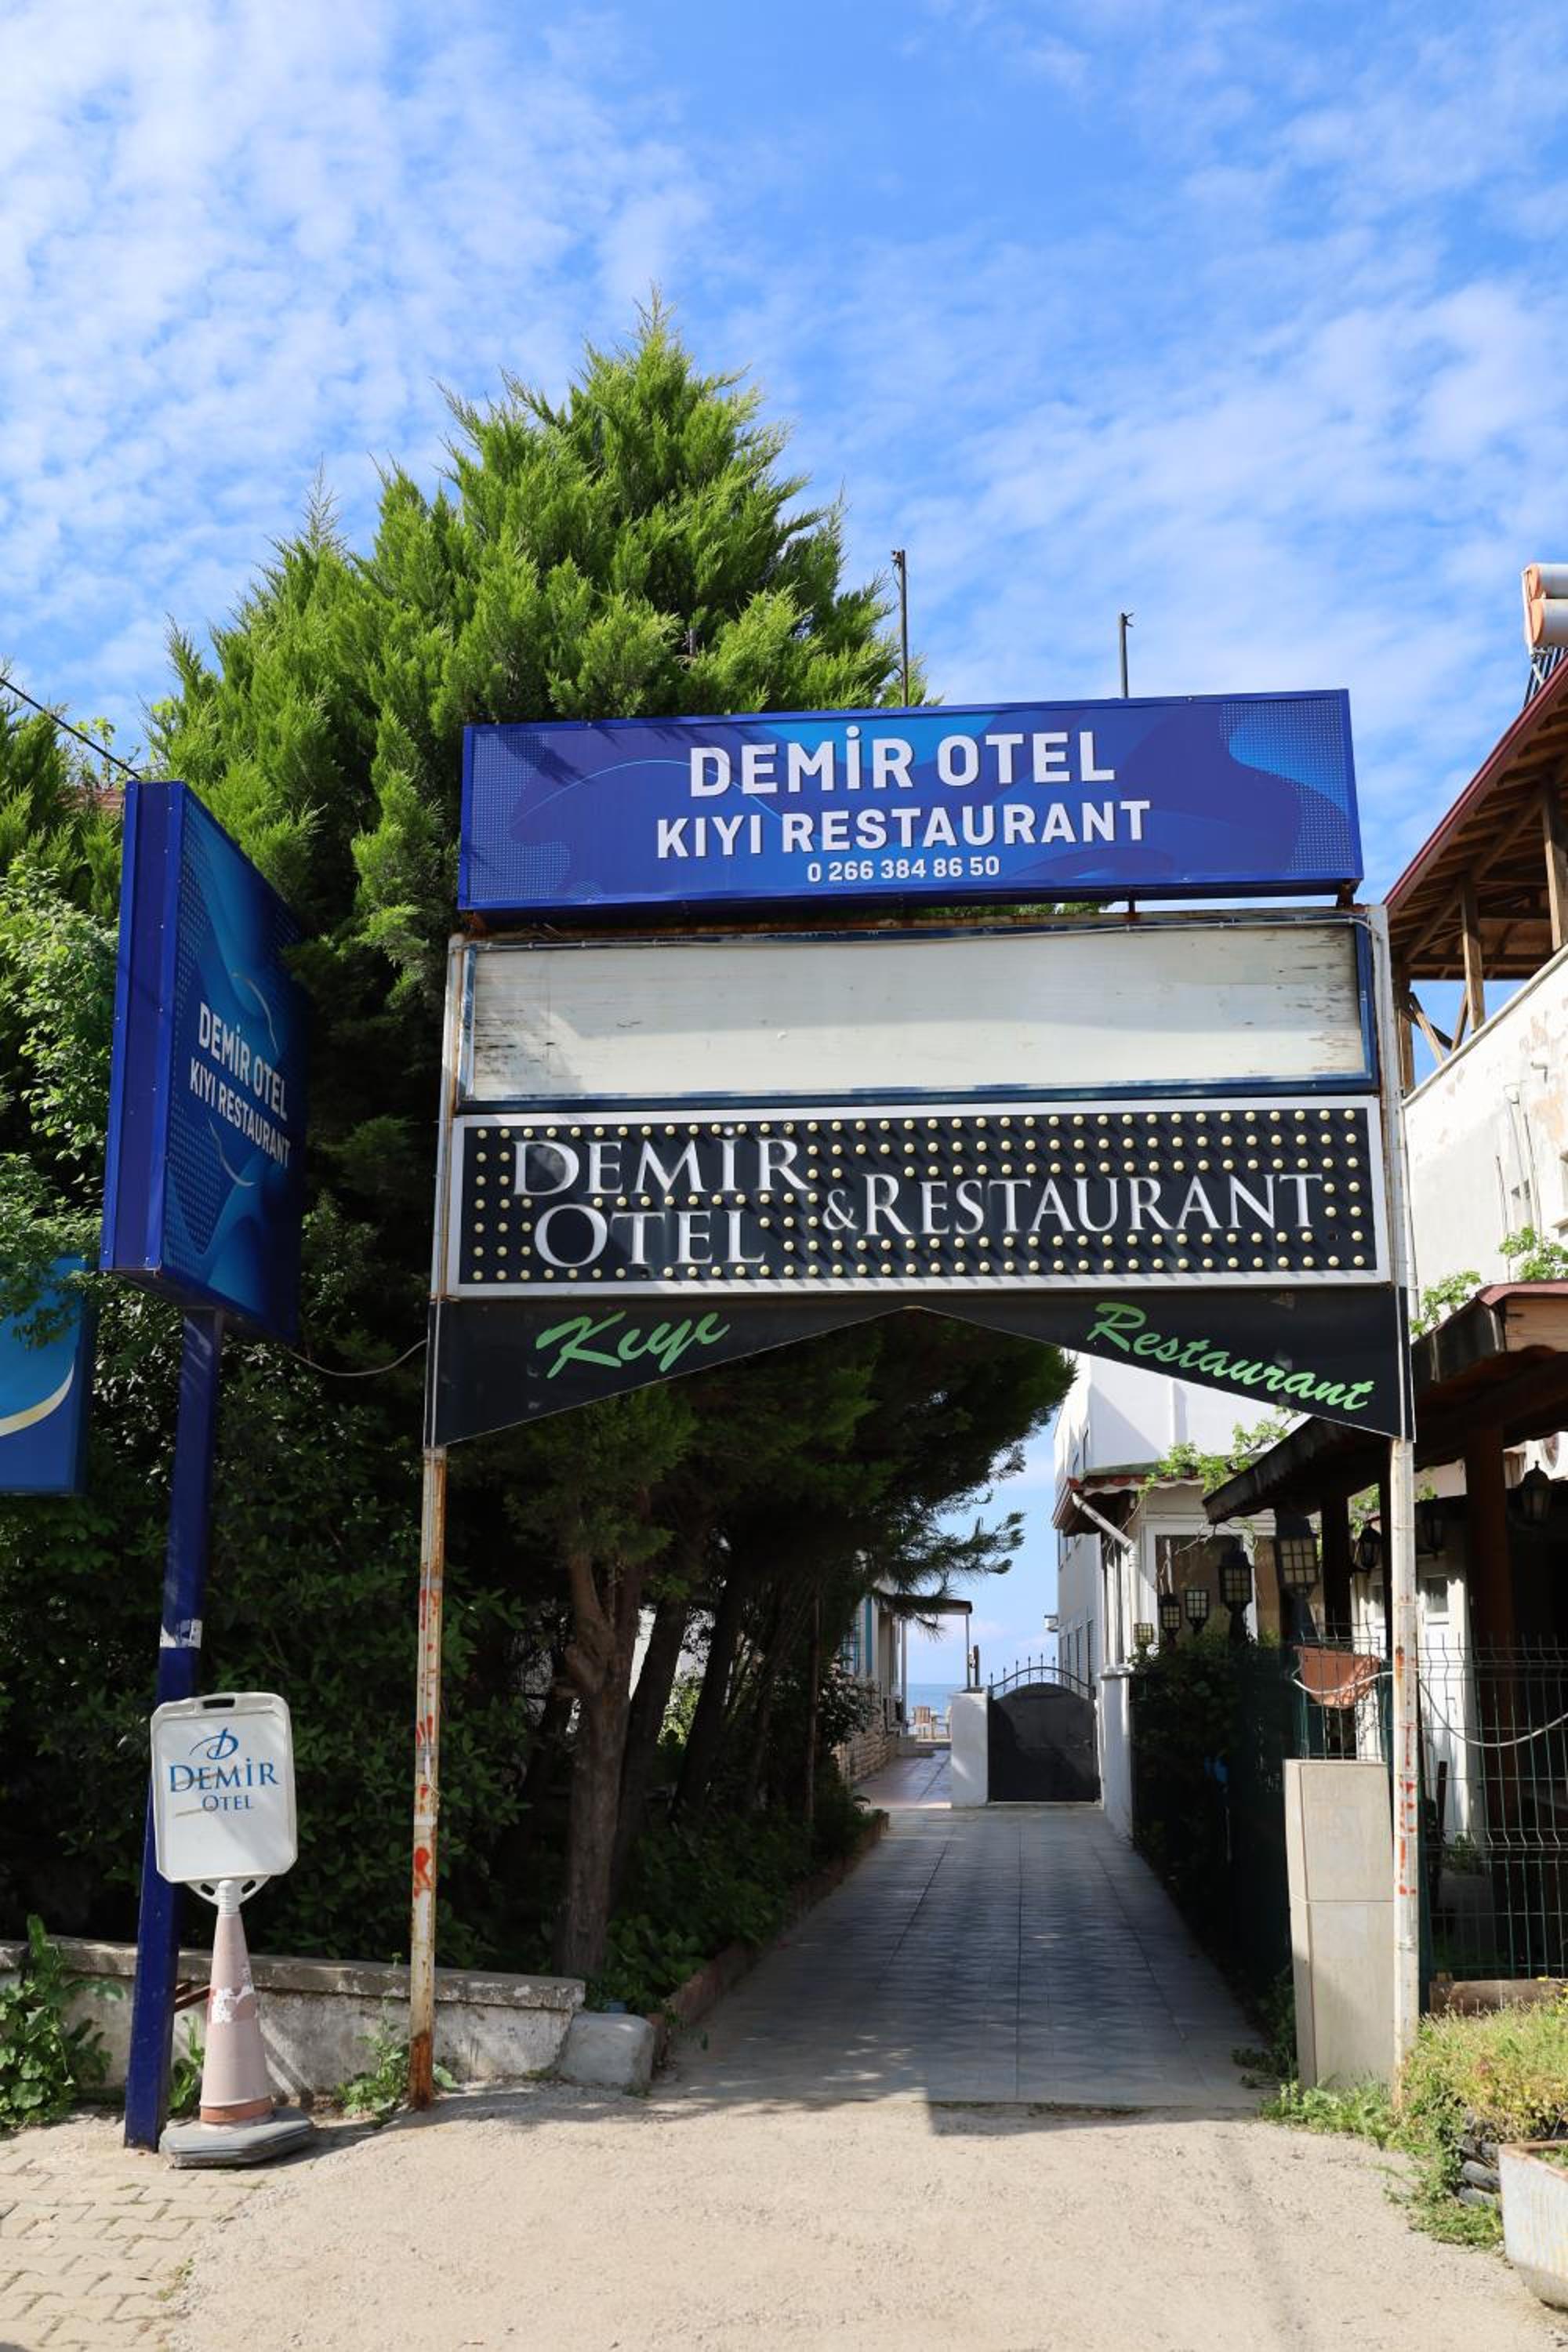 DEMİR OTEL
KIYI RESTAURANT
0 266 384 86 50
DEMİR OTEL
KIYI RESTAURANT
DEMİR
OTEL
&RESTAURANT
Kıyı Restaurant
DEMİR
OTEL